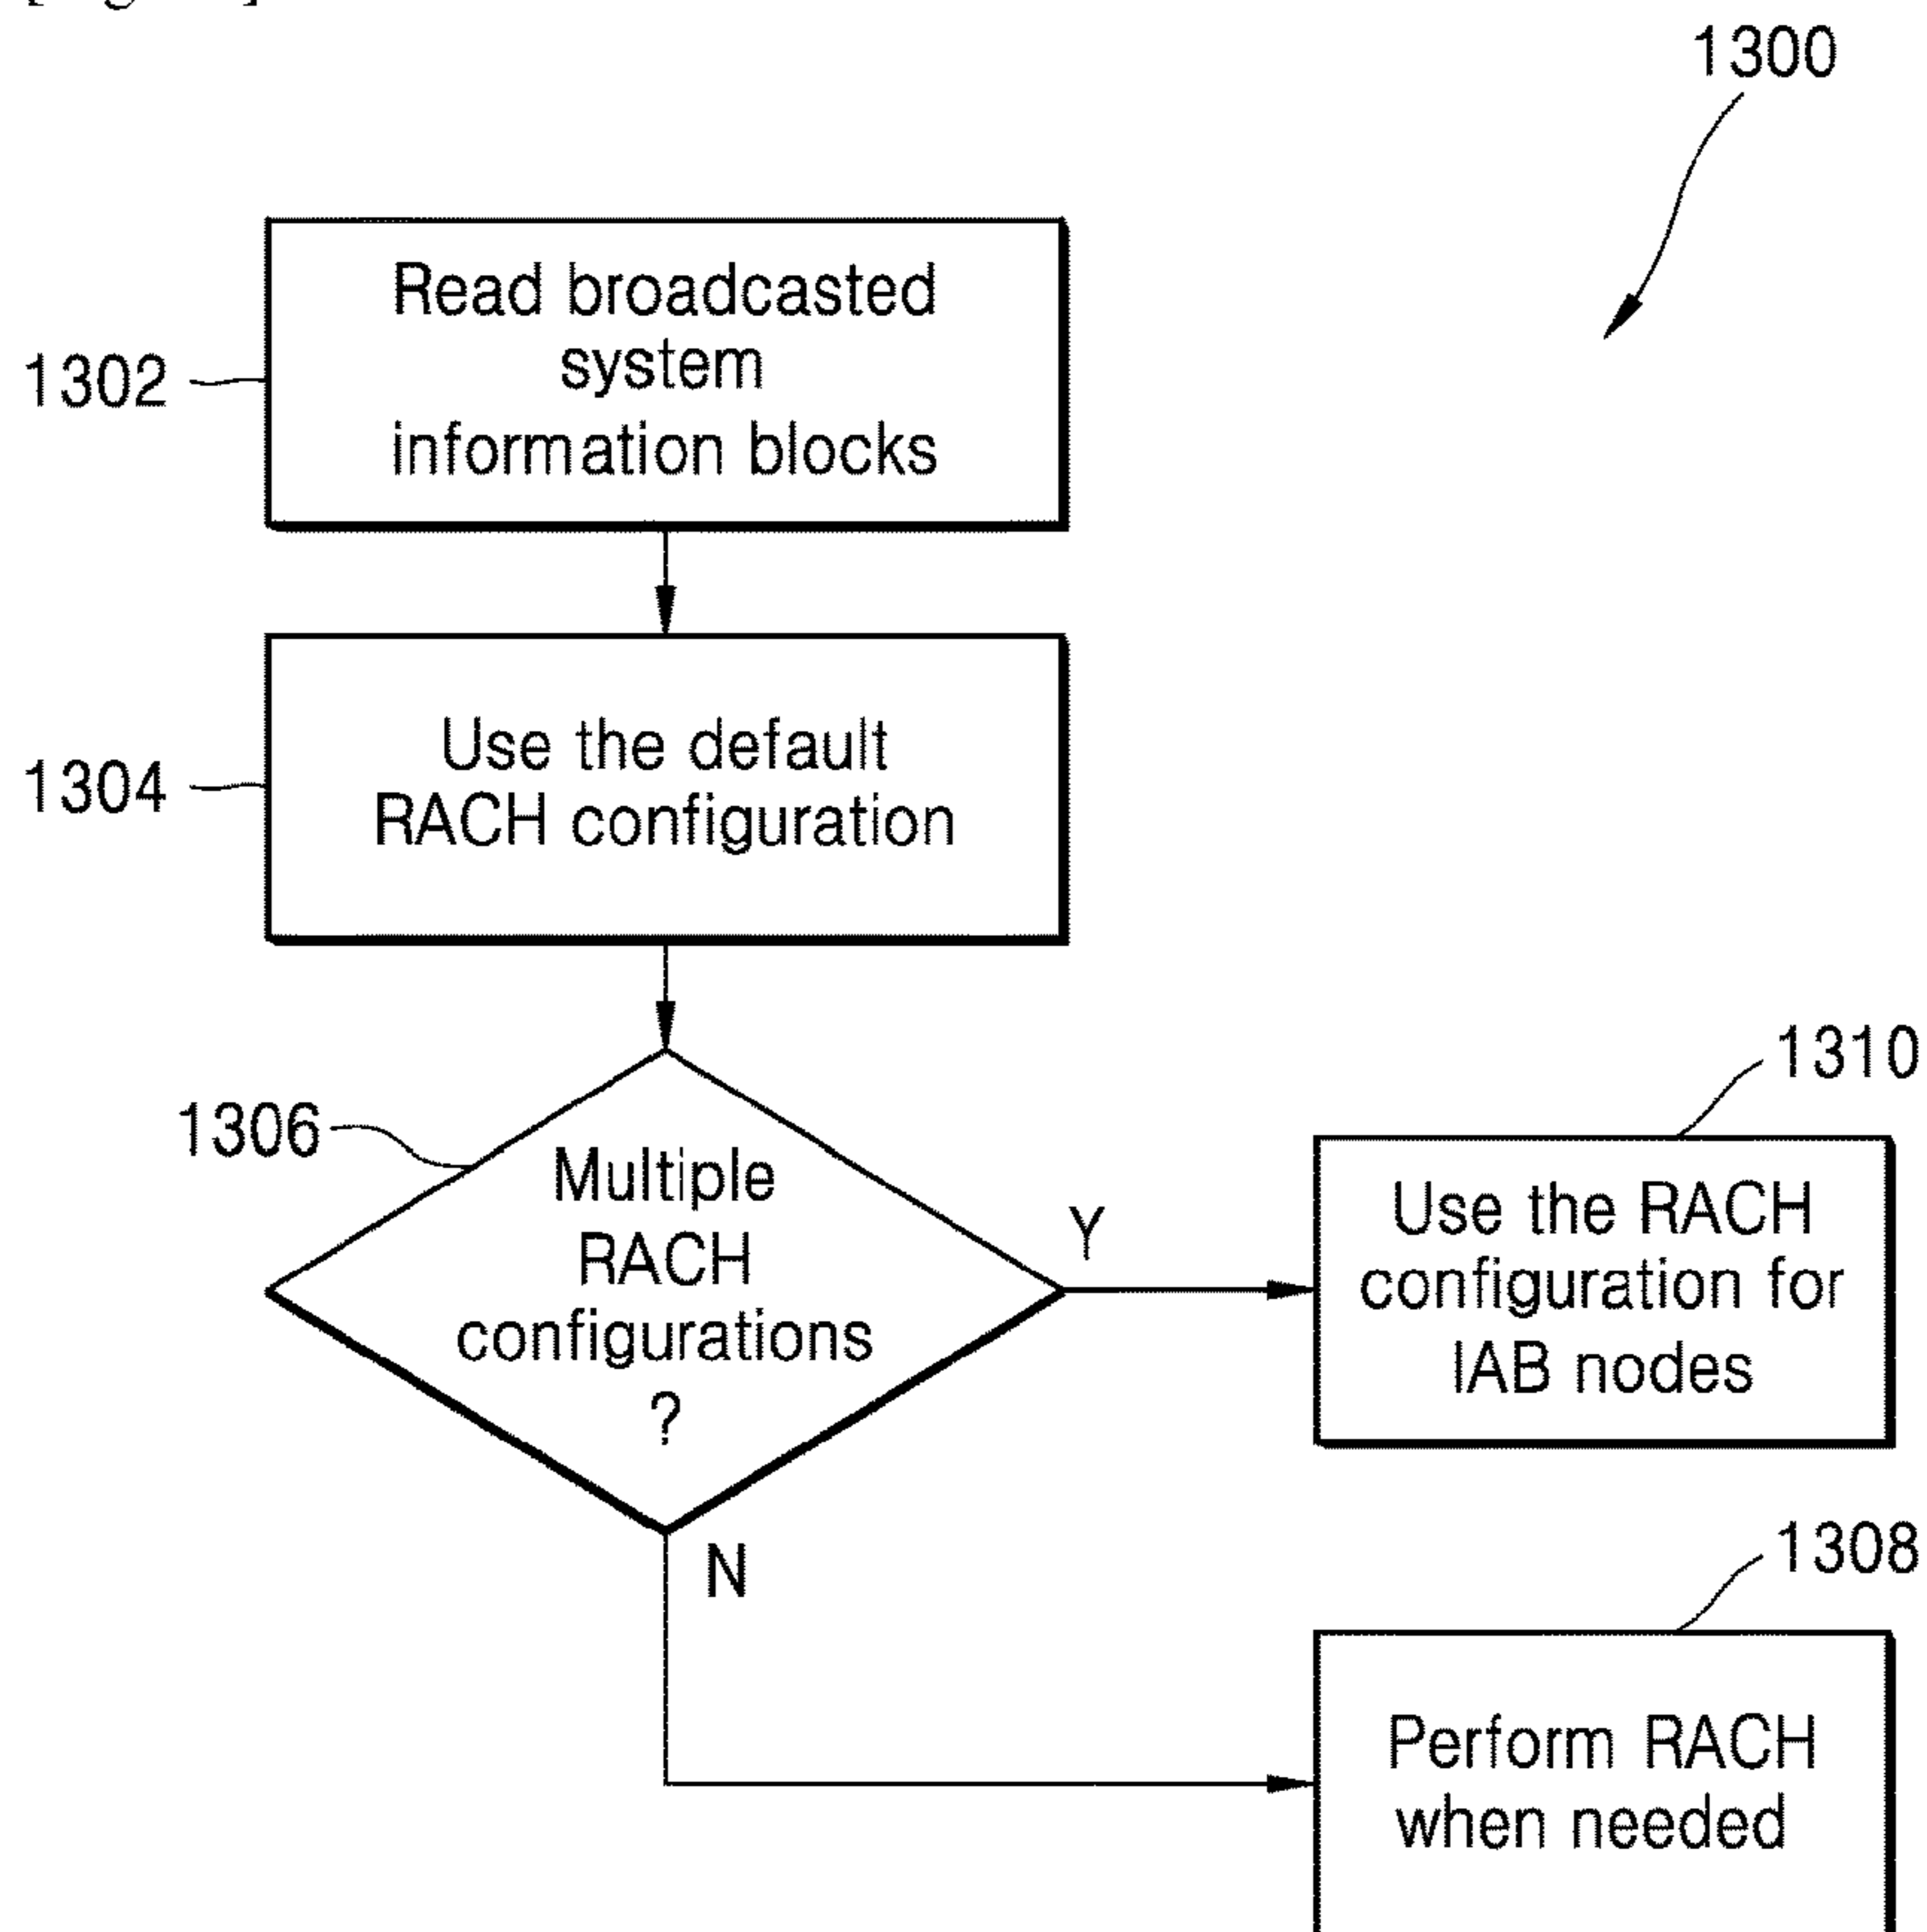 1300
Read broadcasted
system
information blocks
1302
Use the default
RACH configuration
1304
1306
Multiple
RACH
configurations
?
Y
N
1310
Use the RACH
configuration for
IAB nodes
1308
Perform RACH
when needed